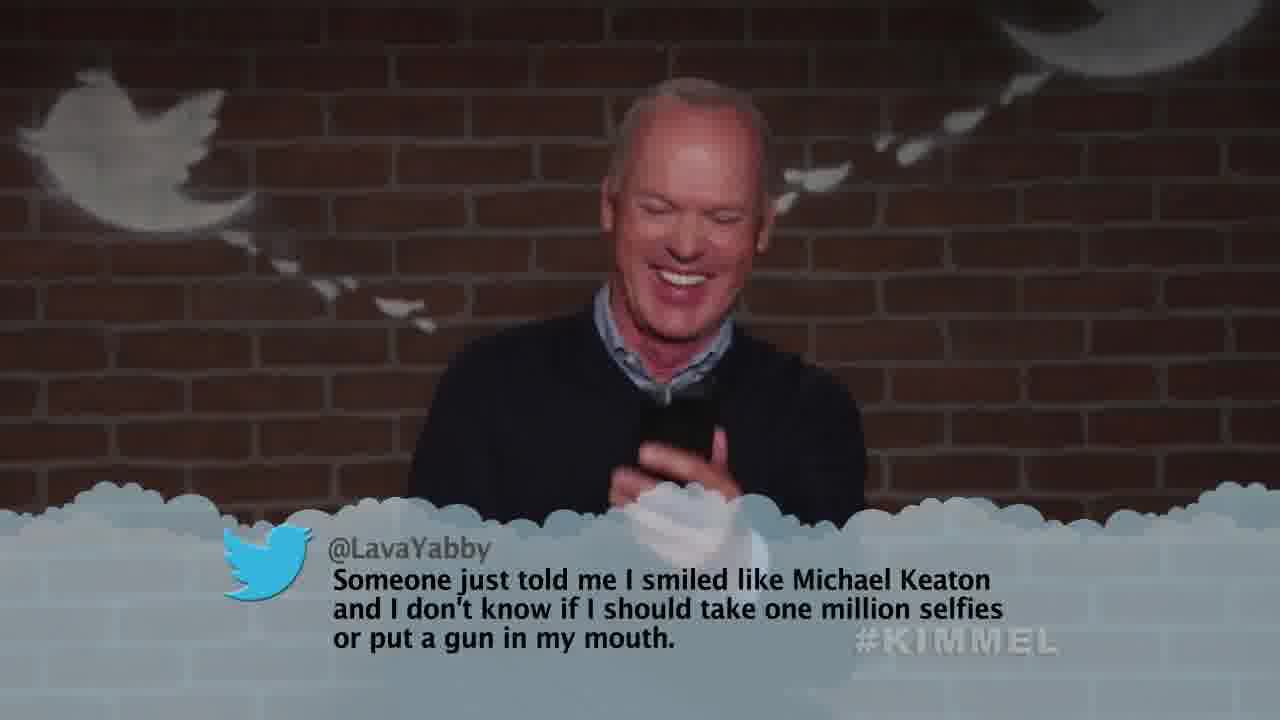 @LavaYabby
Someone just told me I smiled like Michael Keaton
and I don't know if I should take one million selfies
or put a gun in my mouth.
#KIMMEL